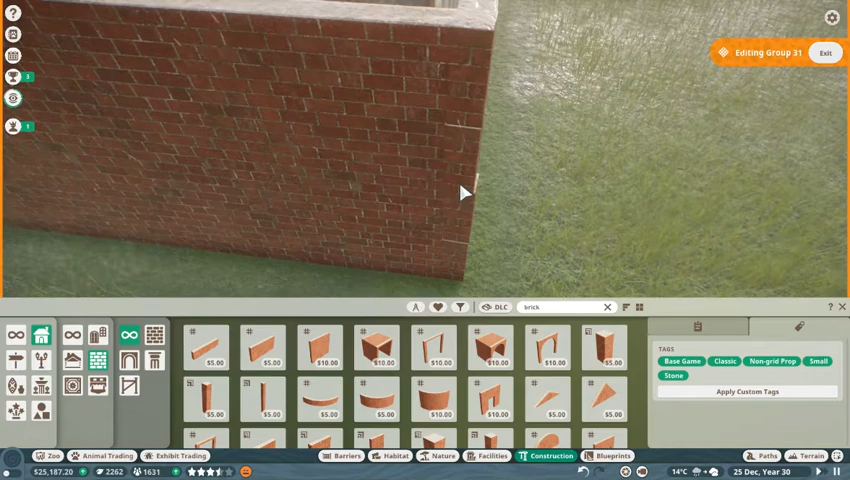 ?
Editing Group 31
Exit
3
1
A
DLC
brick
?
$5.00
$5.00
$10.00
$10.00
$10.00
$10.00
$10.00
$5.00
$5.00
$5.00
$5.00
$5.00
$10.00
$10.00
$5.00
$5.00
TAGS
Base Game
Classic
Non-grid Prop
Small
Stone
Apply Custom Tags
Zoo
Animal Trading
Exhibit Trading
Barriers
Habitat
Nature
Facilities
Construction
Blueprints
Paths
Terrain
$25,187.20
2262
1631
14°C
25 Dec, Year 30